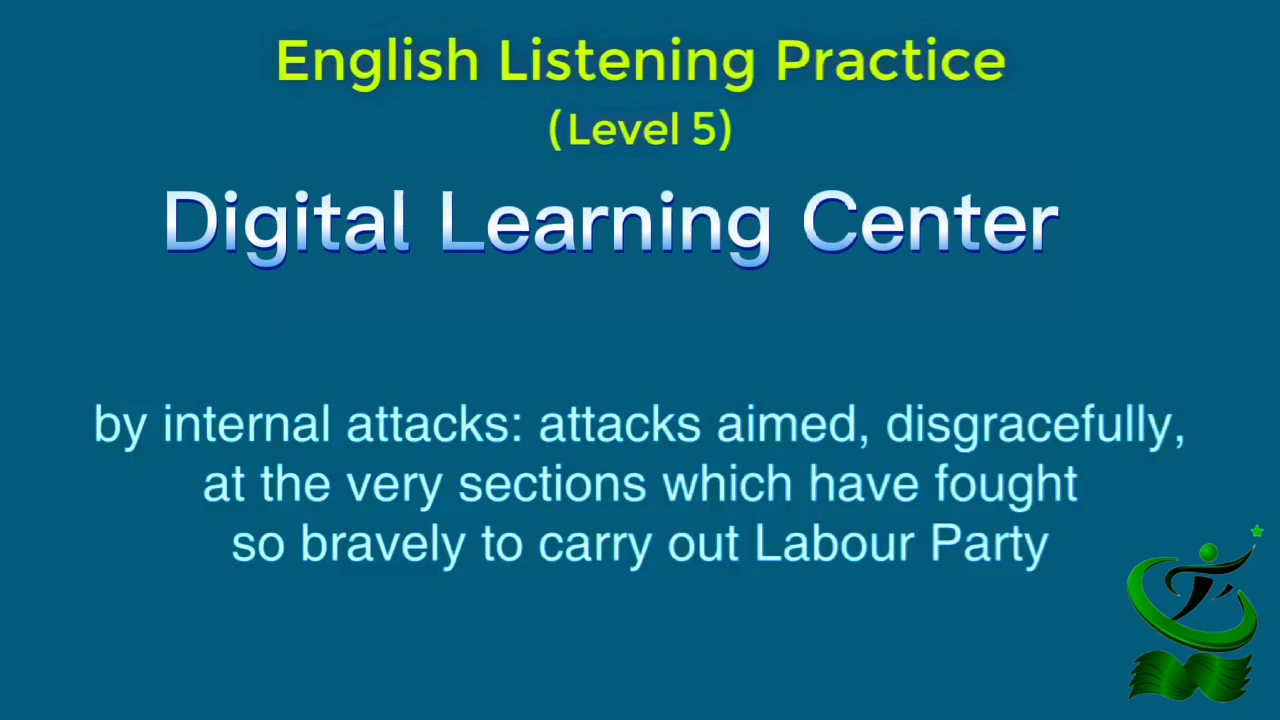 English Listening Practice
(Level 5)
Digital Learning Center
by internal attacks: attacks aimed, disgracefully,
at the very sections which have fought
so bravely to carry out Labour Party